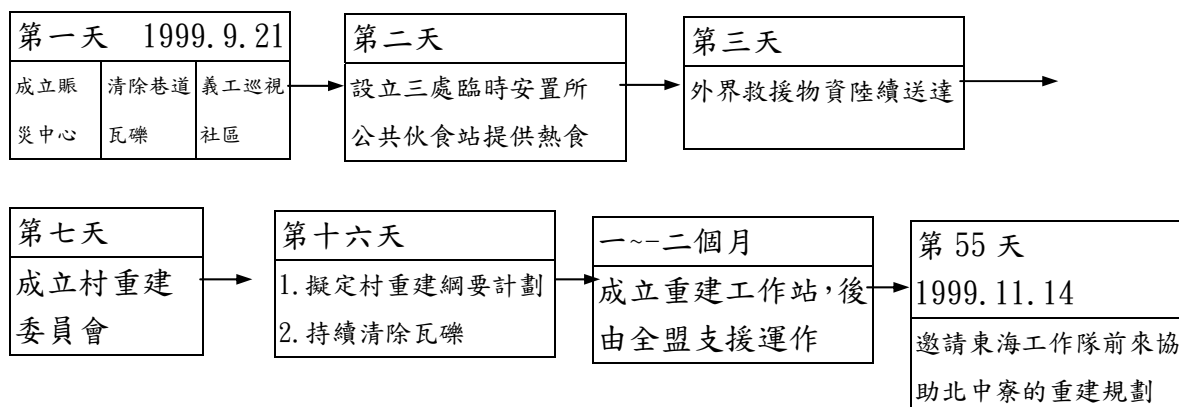 第一天 1999.9.21
成立賑
災中心
清除巷道
瓦礫
義工巡視
社區
第二天
設立三處臨時安置所
公共伙食站提供熱食
第三天
外界救援物資陸續送達
第七天
成立村重建
委員會
第十六天
1.擬定村重建綱要計劃
2.持續清除瓦礫
一~-二個月
成立重建工作站,後
由全盟支援運作
第 55 天
1999.11.14
邀請東海工作隊前來協
助北中寮的重建規劃